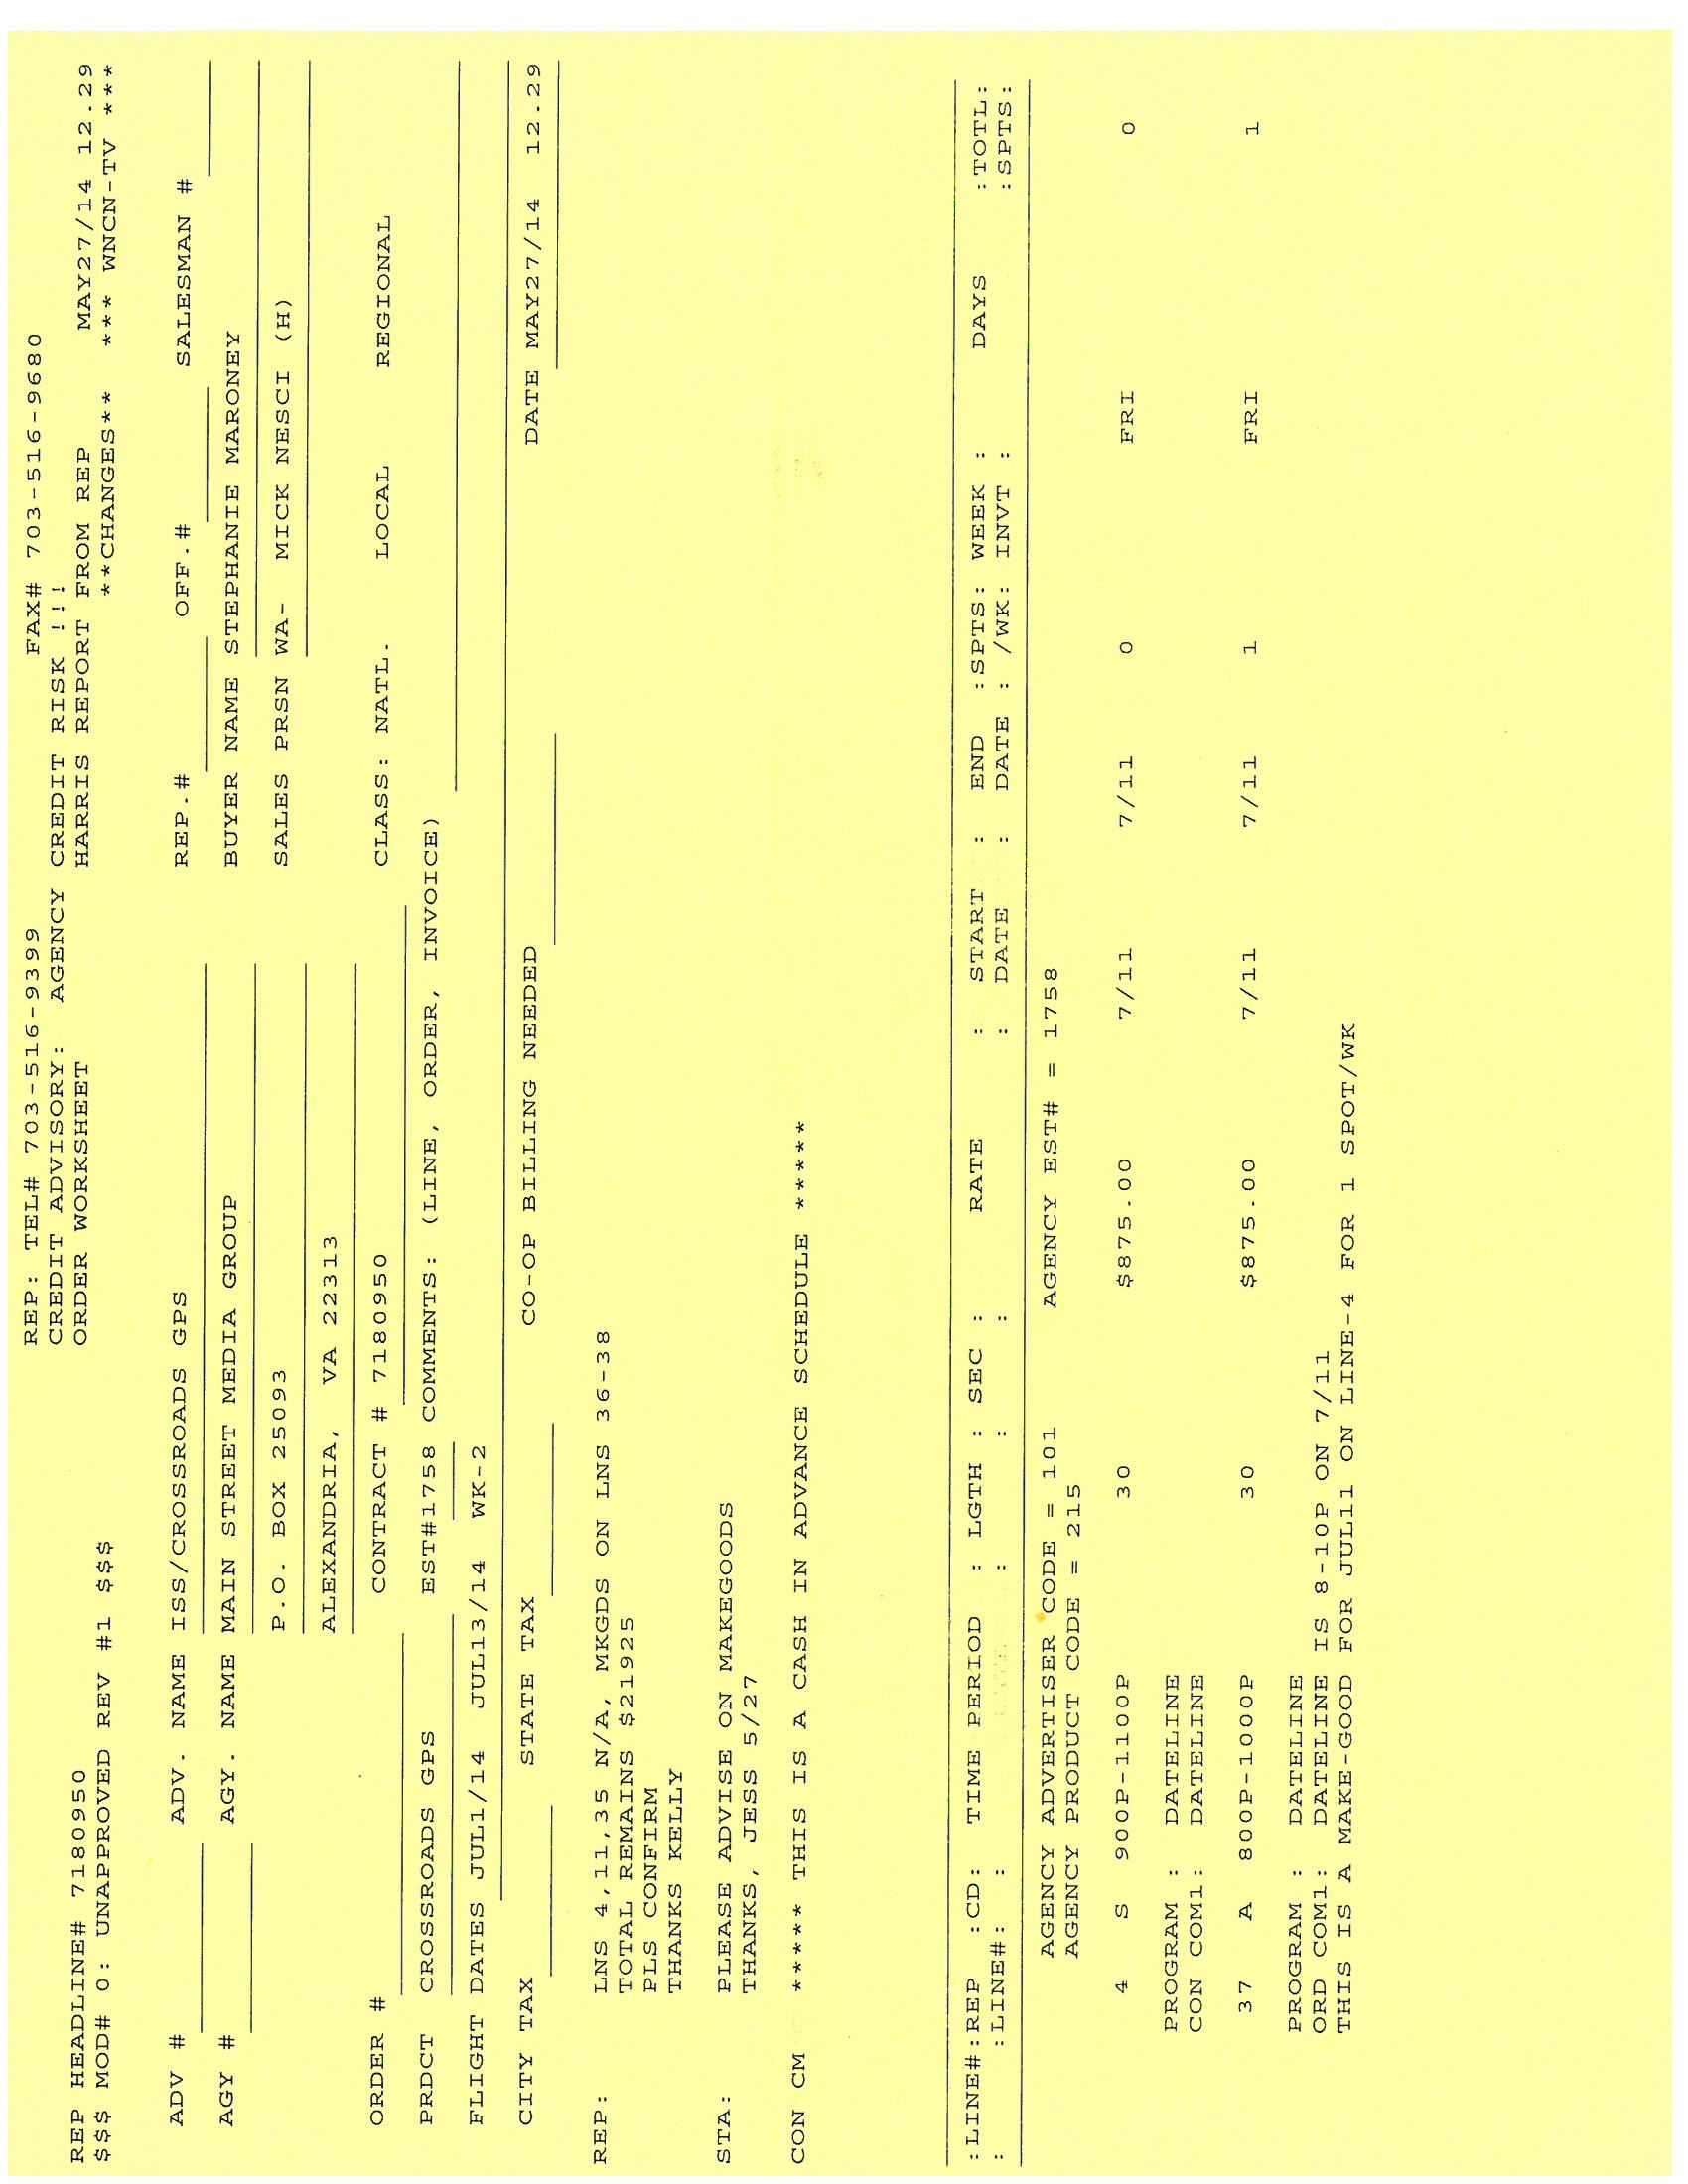 REP: TEL# 703-516-9399 FAX# 703-516-9680
CREDIT ADVISORY: AGENCY CREDIT RISK !!!
REP HEADLINE# 7180950 ORDER WORKSHEET HARRIS REPORT FROM REP MAY27/14 12.29
$$$ MOD# 0: UNAPPROVED REV #1 $$$ **CHANGES** *** WNCN-TV ***
ADV # ADV. NAME ISS/CROSSROADS GPS REP.# OFF.# SALESMAN #
AGY # AGY. NAME MAIN STREET MEDIA GROUP BUYER NAME STEPHANIE MARONEY
P.O. BOX 25093 SALES PRSN WA- MICK NESCI (H)
ALEXANDRIA, VA 22313
ORDER # CONTRACT # 7180950 CLASS: NATL. LOCAL REGIONAL
PRDCT CROSSROADS GPS EST#1758 COMMENTS: (LINE, ORDER, INVOICE)
FLIGHT DATES JUL1/14 JUL13/14 WK-2
CITY TAX STATE TAX CO-OP BILLING NEEDED DATE MAY27/14 12.29
REP: LNS 4,11,35 N/A, MKGDS ON LNS 36-38
TOTAL REMAINS $21925
PLS CONFIRM
THANKS KELLY
STA: PLEASE ADVISE ON MAKEGOODS
THANKS, JESS 5/27
CON CM ***** THIS IS A CASH IN ADVANCE SCHEDULE *****
:LINE#:REP :CD: TIME PERIOD : LGTH : SEC : RATE : START : END :SPTS: WEEK : DAYS :TOTL:
: :LINE#: : : : : : DATE : DATE : /WK: INVT : :SPTS:
AGENCY ADVERTISER CODE = 101 AGENCY EST# = 1758
AGENCY PRODUCT CODE = 215
4 S 900P-1100P 30 $875.00 7/11 7/11 0 FRI 0
PROGRAM : DATELINE
CON COM1: DATELINE
37 A 800P-1000P 30 $875.00 7/11 7/11 1 FRI 1
PROGRAM : DATELINE
ORD COM1: DATELINE IS 8-10P ON 7/11
THIS IS A MAKE-GOOD FOR JUL11 ON LINE-4 FOR 1 SPOT/WK